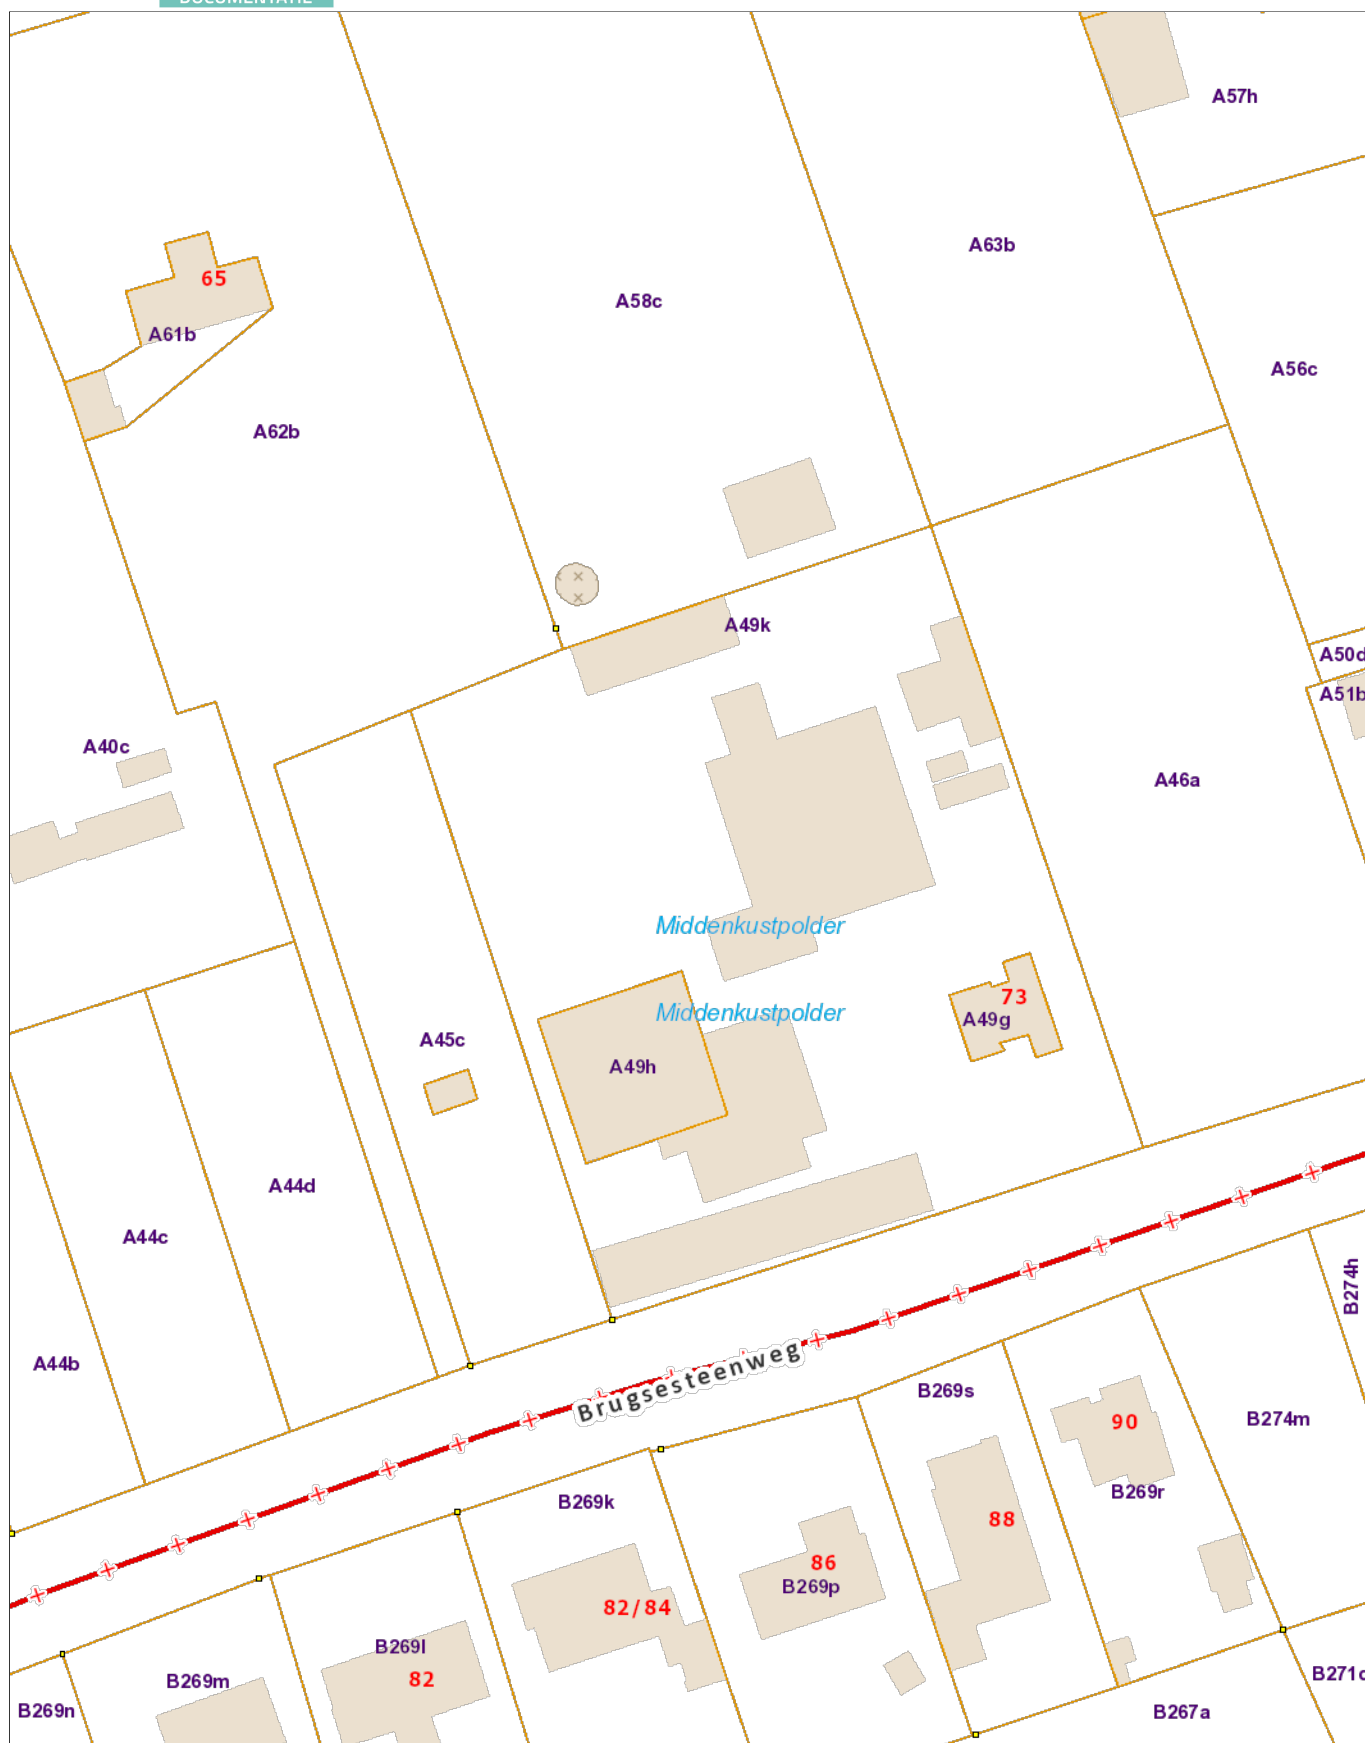 DOCUMENTATIE
A57h
A63b
65
A58c
A61b
A56c
A62b
A49k
A50d
A51b
A40c
A46a
Middenkustpolder
73
Middenkustpolder
A49g
A45c
A49h
A44d
A44c
B274h
A44b
Brugsesteenweg
B269s
90
B274m
B269r
B269k
88
86
B269p
82/84
B269l
82
B269m
B269n
B267a